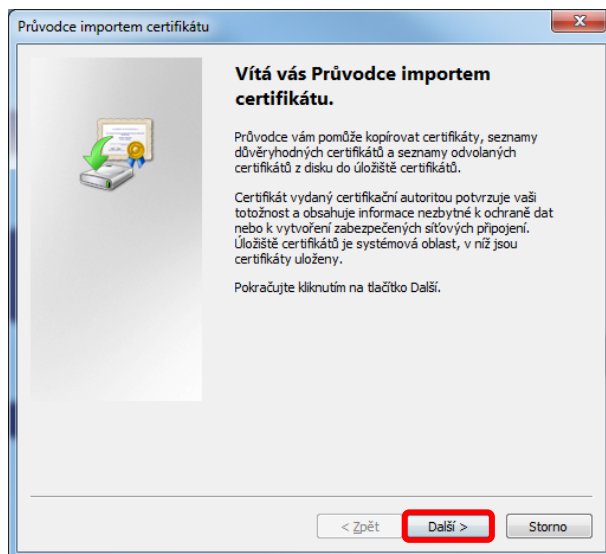 Průvodce importem certifikátu
Vítá vás Průvodce importem
certifikátu.
Průvodce vám pomůže kopírovat certifikáty, seznamy
důvěryhodných certifikátů a seznamy odvolaných
certifikátů z disku do úložiště certifikátů.
Certifikát vydaný certifikační autoritou potvrzuje vaši
totožnost a obsahuje informace nezbytné k ochraně dat
nebo k vytvoření zabezpečených síťových připojení.
Úložiště certifikátů je systémová oblast, v níž jsou
certifikáty uloženy.
Pokračujte kliknutím na tlačítko Další.
< Zpět Další > Storno